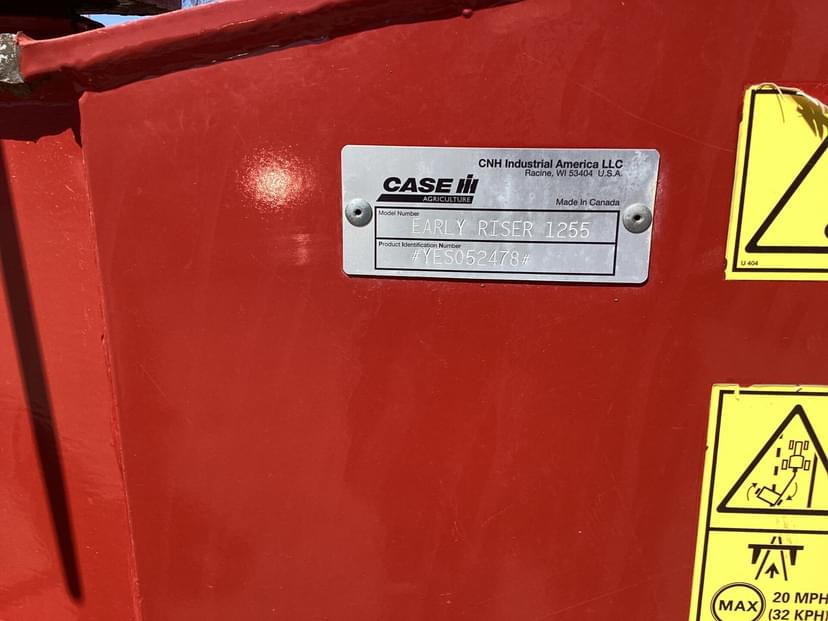 CNH Industrial America LLC
Racine, WI 53404 U.S.A.
CASE IH
AGRICULTURE
Made in Canada
Model Number
EARLY RISER 1255
Product Identification Number
#YES052478#
U 404
MAX
20 MPH
(32 KPH)